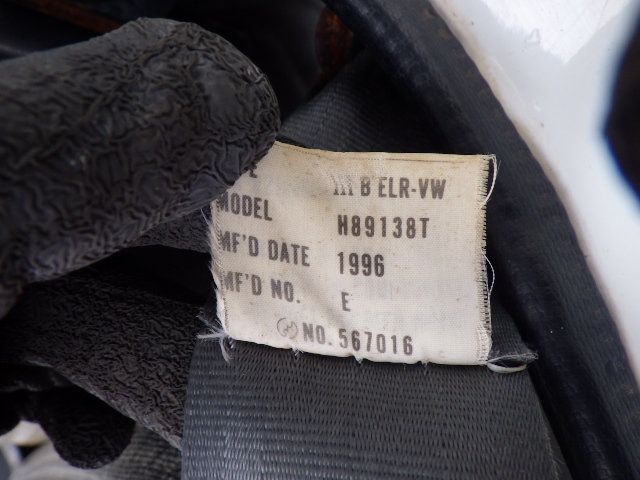 III B ELR-VW
MODEL H89138T
MF'D DATE 1996
MF'D NO. E
NO. 567016